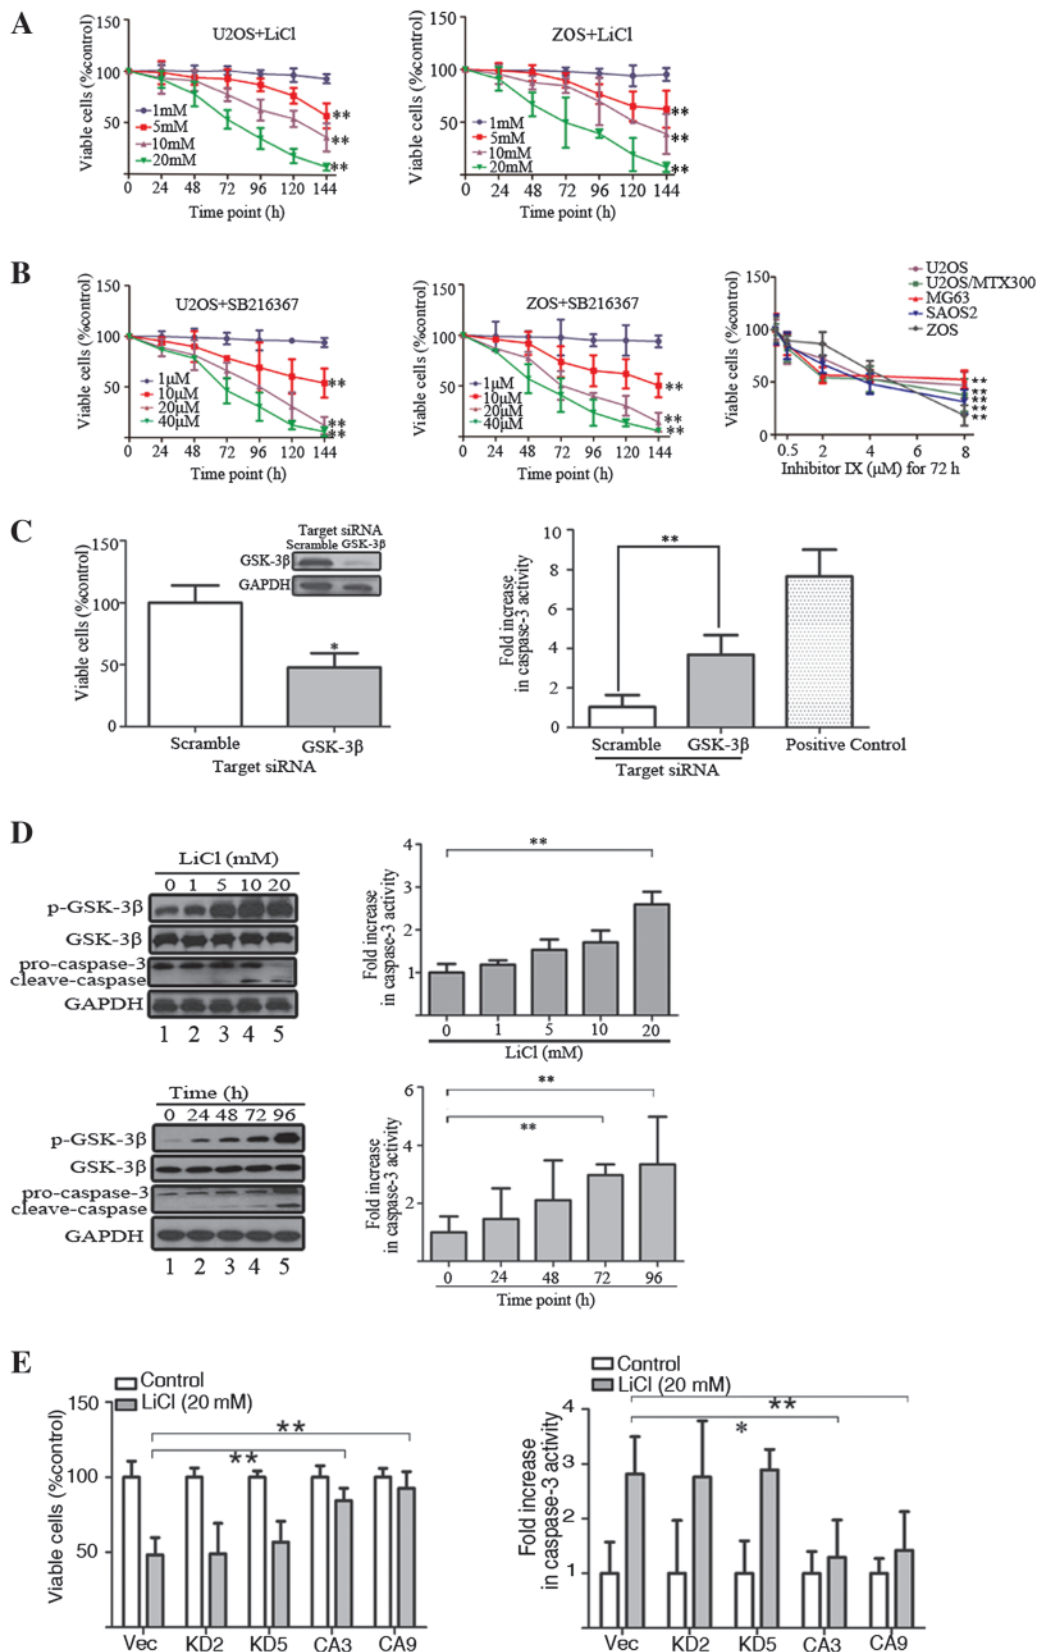 A
U2OS+LiCl
Viable cells (%control)
150
100
50
1mM
5mM
10mM
20mM
**
**
**
0 24 48 72 96 120 144
Time point (h)
ZOS+LiCl
Viable cells (%control)
150
100
50
0
1mM
5mM
10mM
20mM
**
**
**
0 24 48 72 96 120 144
Time point (h)
B
U2OS+SB216367
Viable cells (%control)
150
100
50
1μM
10μM
20μM
40μM
**
**
**
0 24 48 72 96 120 144
Time point (h)
ZOS+SB216367
Viable cells (%control)
150
100
50
1μM
10μM
20μM
40μM
**
**
**
0 24 48 72 96 120 144
Time point (h)
U2OS
U2OS/MTX300
MG63
SAOS2
ZOS
Viable cells (%control)
150
100
50
0
**
**
**
**
**
0 0.5 2 4 6 8
Inhibitor IX (μM) for 72 h
C
Viable cells (%control)
150
100
50
0
Target siRNA
Scramble GSK-3β
GSK-3β
GAPDH
*
Scramble GSK-3β
Target siRNA
Fold increase
in caspase-3 activity
10
8
6
4
2
0
**
Scramble GSK-3β Positive Control
Target siRNA
D
LiCl (mM)
0 1 5 10 20
p-GSK-3β
GSK-3β
pro-caspase-3
cleave-caspase
GAPDH
1 2 3 4 5
Fold increase
in caspase-3 activity
4
3
2
1
**
0 1 5 10 20
LiCl (mM)
Time (h)
0 24 48 72 96
p-GSK-3β
GSK-3β
pro-caspase-3
cleave-caspase
GAPDH
1 2 3 4 5
Fold increase
in caspase-3 activity
6
4
2
**
**
0 24 48 72 96
Time point (h)
E
Control
LiCl (20 mM)
Viable cells (%control)
150
100
50
**
**
Vec KD2 KD5 CA3 CA9
Control
LiCl (20 mM)
Fold increase
in caspase-3 activity
4
3
2
1
**
*
Vec KD2 KD5 CA3 CA9